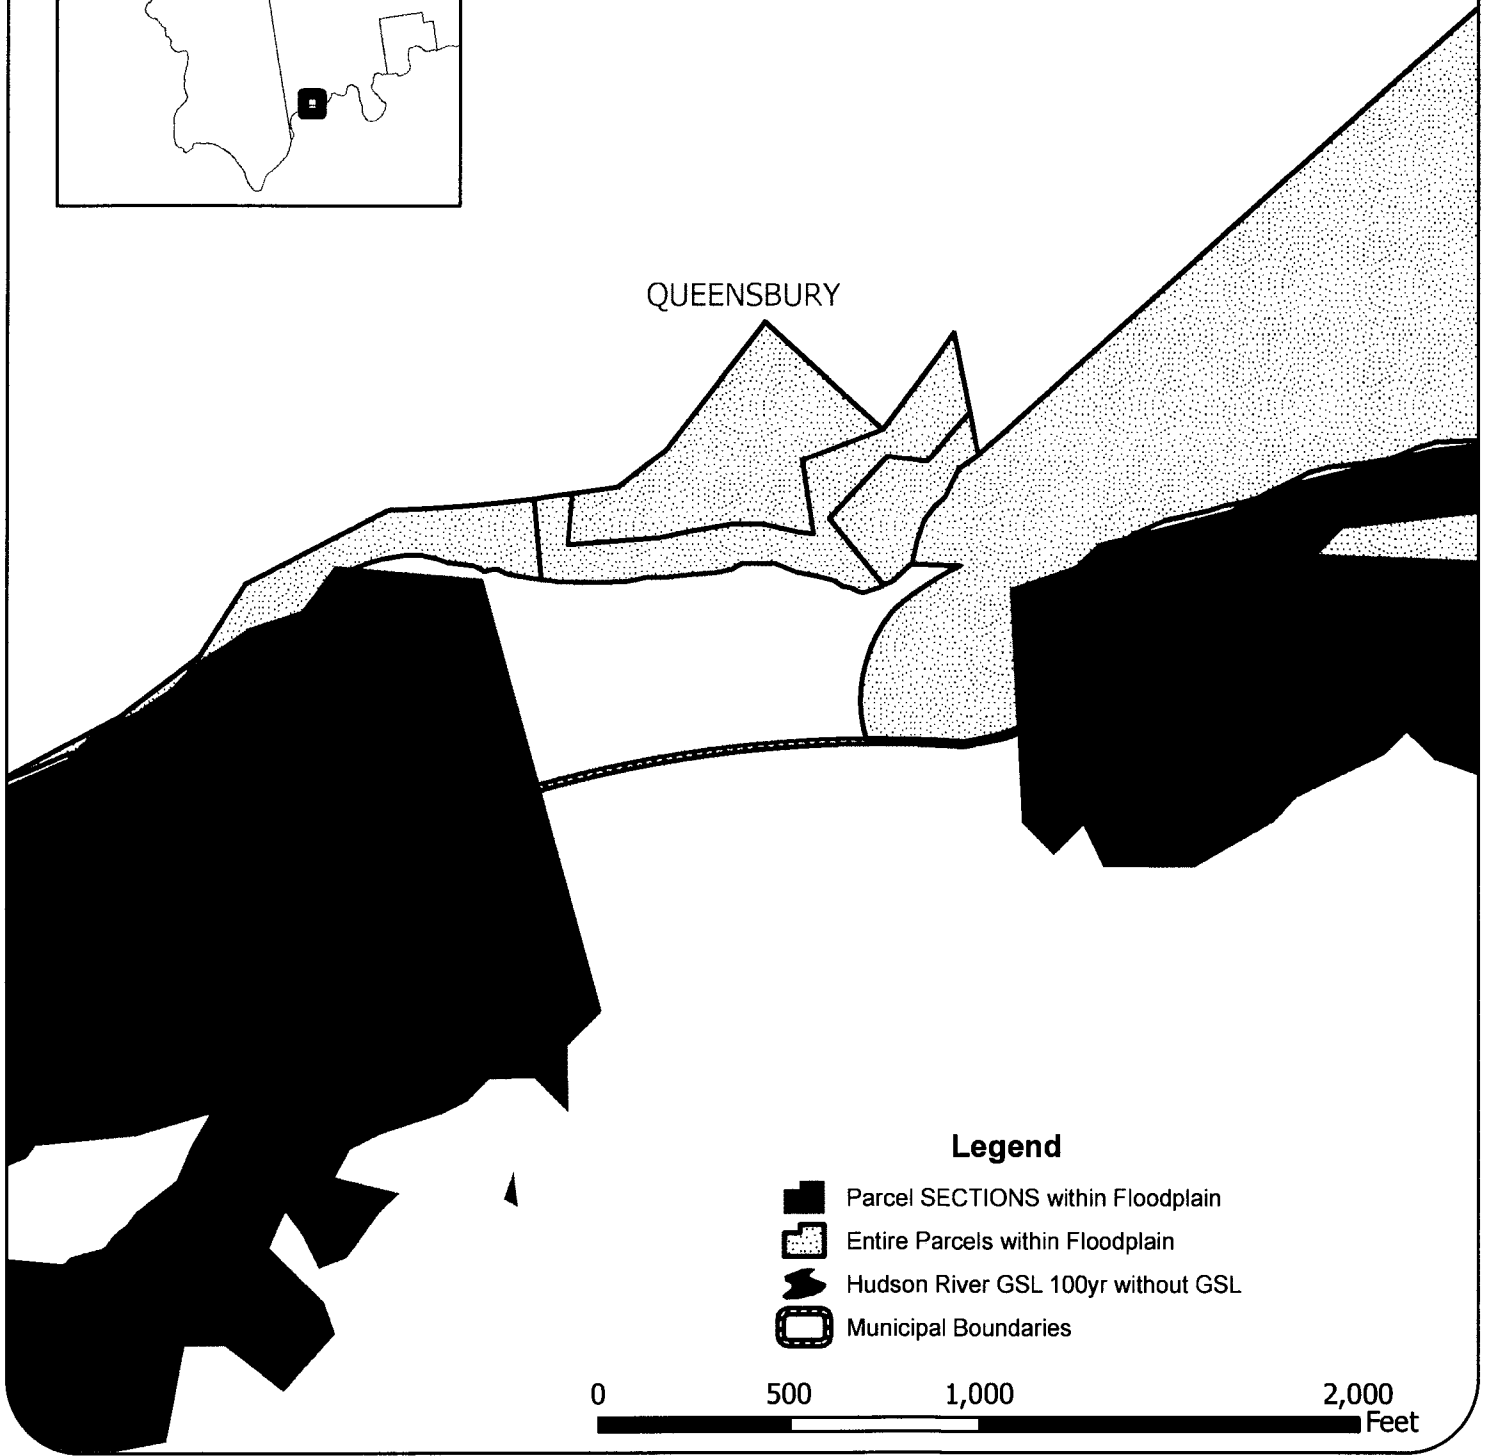 QUEENSBURY
Legend
Parcel SECTIONS within Floodplain
Entire Parcels within Floodplain
Hudson River GSL 100yr without GSL
Municipal Boundaries
0 500 1,000 2,000
Feet